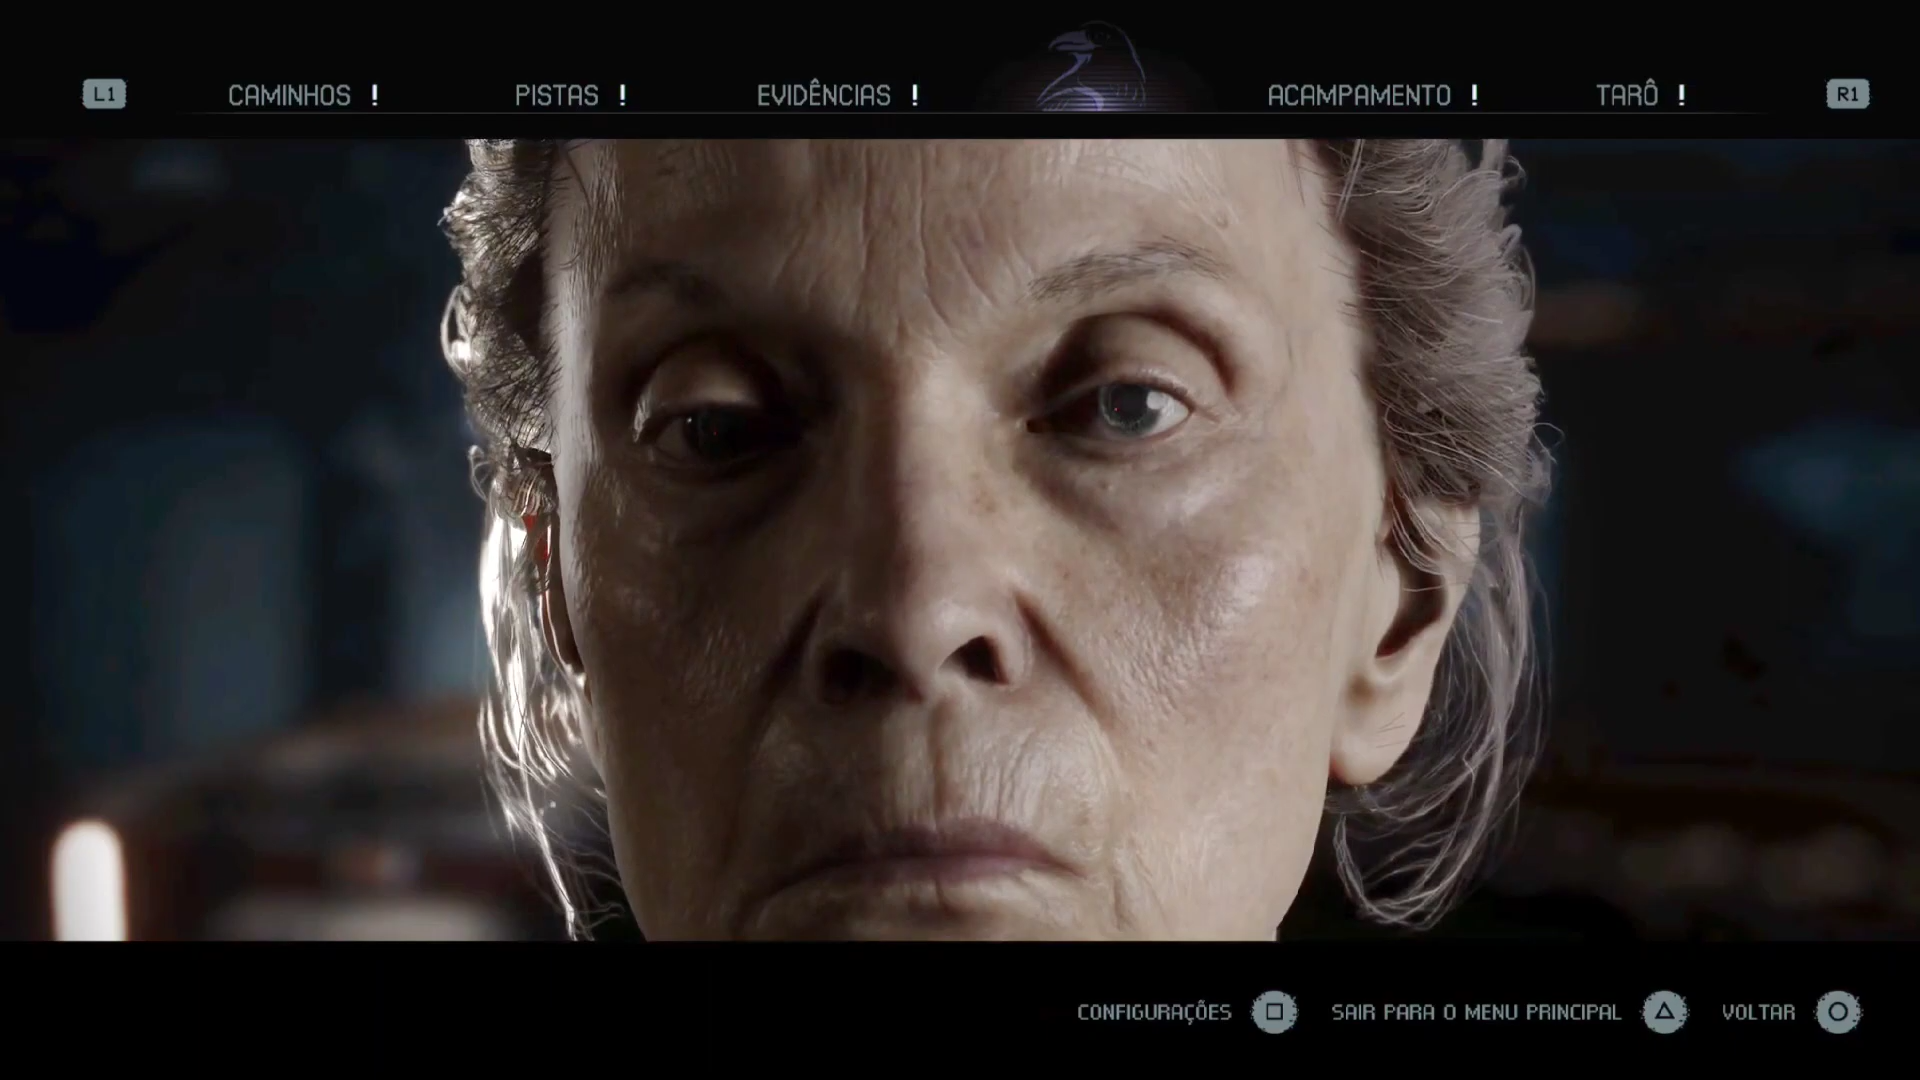 L1 CAMINHOS ! PISTAS ! EVIDÊNCIAS ! ACAMPAMENTO ! TARÔ ! R1
CONFIGURAÇÕES SAIR PARA O MENU PRINCIPAL VOLTAR